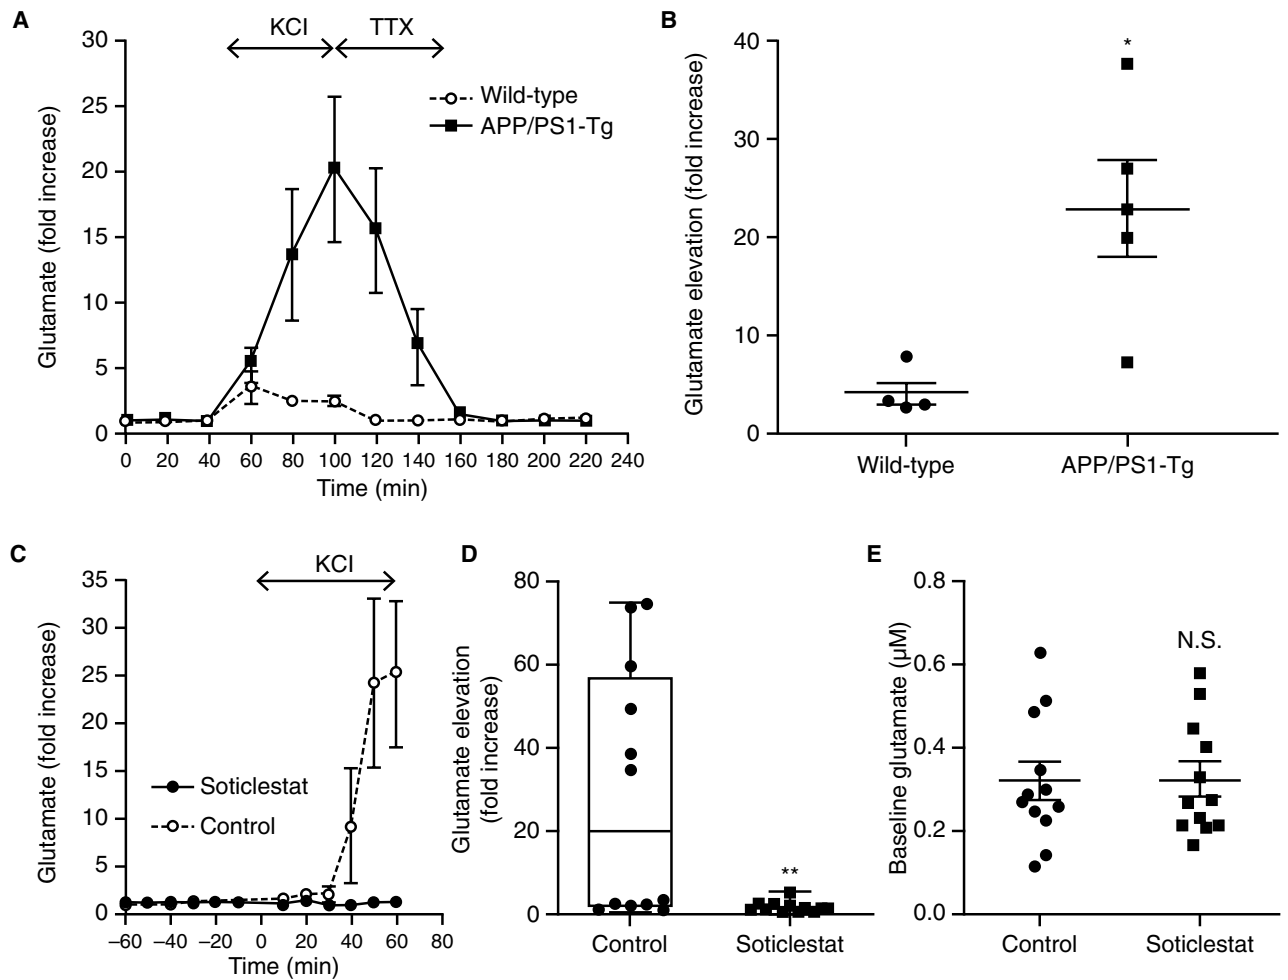 A
KCl
TTX
Wild-type
APP/PS1-Tg
Glutamate (fold increase)
30
25
20
15
10
5
0
0 20 40 60 80 100 120 140 160 180 200 220 240
Time (min)
B
*
Glutamate elevation (fold increase)
40
30
20
10
0
Wild-type APP/PS1-Tg
C
KCl
Glutamate (fold increase)
35
30
25
20
15
10
5
0
Soticlestat
Control
–60 –40 –20 0 20 40 60 80
Time (min)
D
Glutamate elevation
(fold increase)
80
60
40
20
0
**
Control Soticlestat
E
Baseline glutamate (μM)
0.8
0.6
0.4
0.2
0.0
N.S.
Control Soticlestat